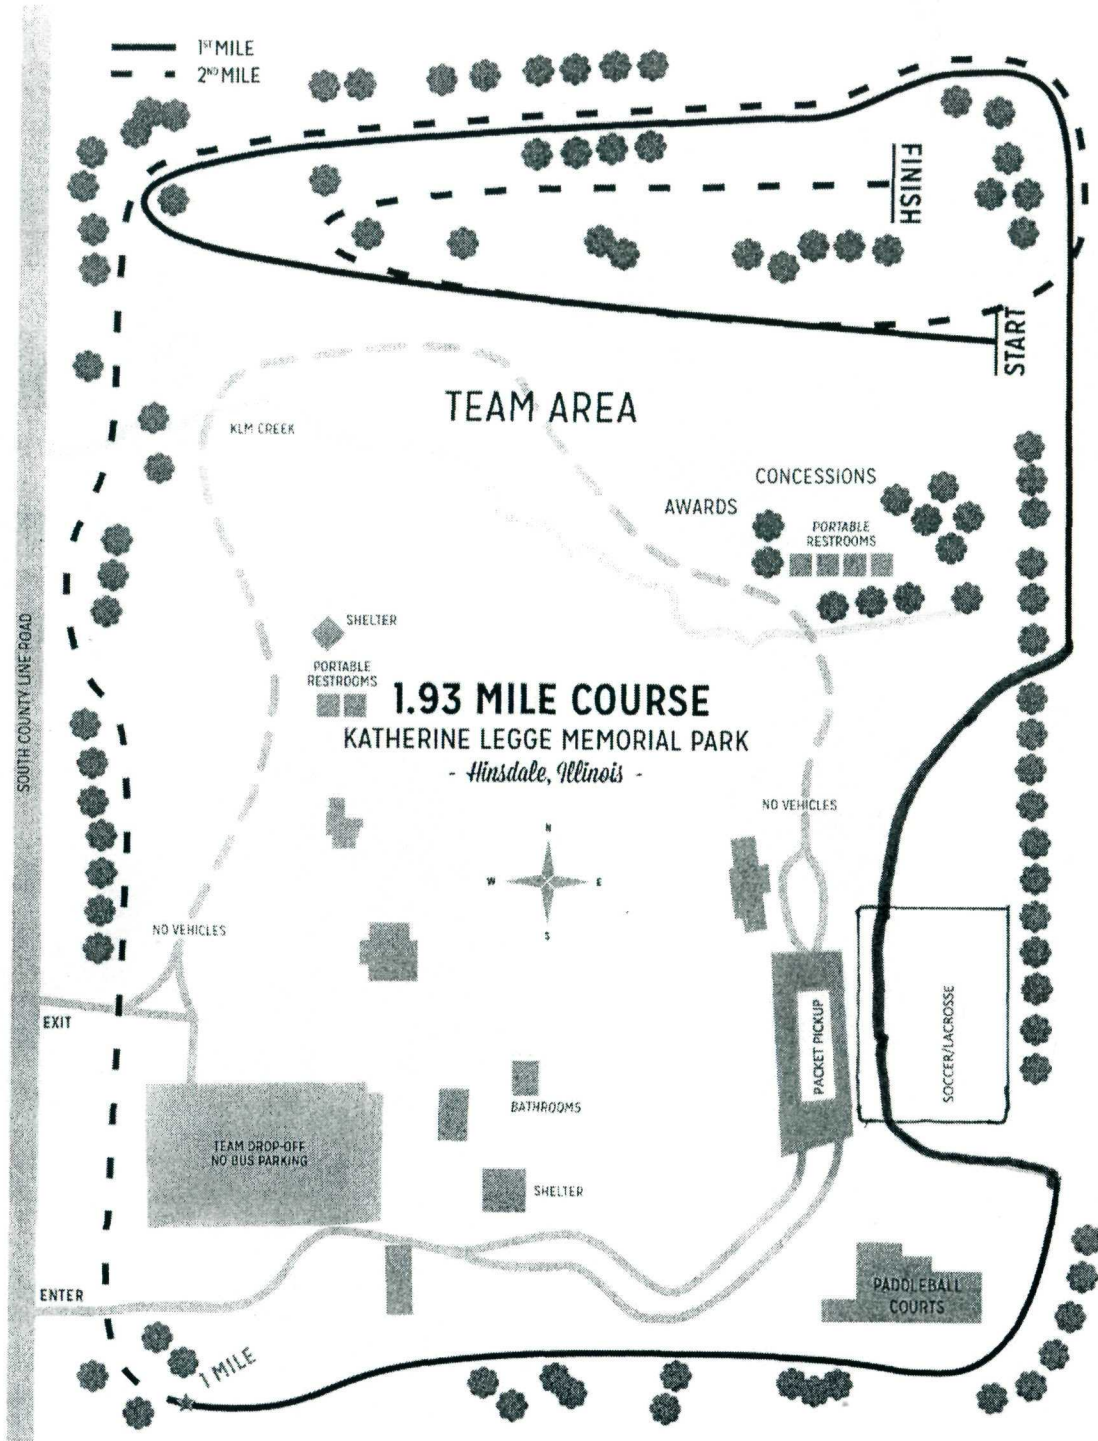 1ST MILE
2ND MILE
FINISH
START
TEAM AREA
KLM CREEK
CONCESSIONS
AWARDS
PORTABLE
RESTROOMS
SHELTER
PORTABLE
RESTROOMS
SOUTH COUNTY LINE ROAD
1.93 MILE COURSE
KATHERINE LEGGE MEMORIAL PARK
- Hinsdale, Illinois -
NO VEHICLES
N
W E
S
NO VEHICLES
EXIT
PACKET PICKUP
SOCCER/LACROSSE
BATHROOMS
TEAM DROP-OFF
NO BUS PARKING
SHELTER
ENTER
PADDLEBALL
COURTS
1 MILE